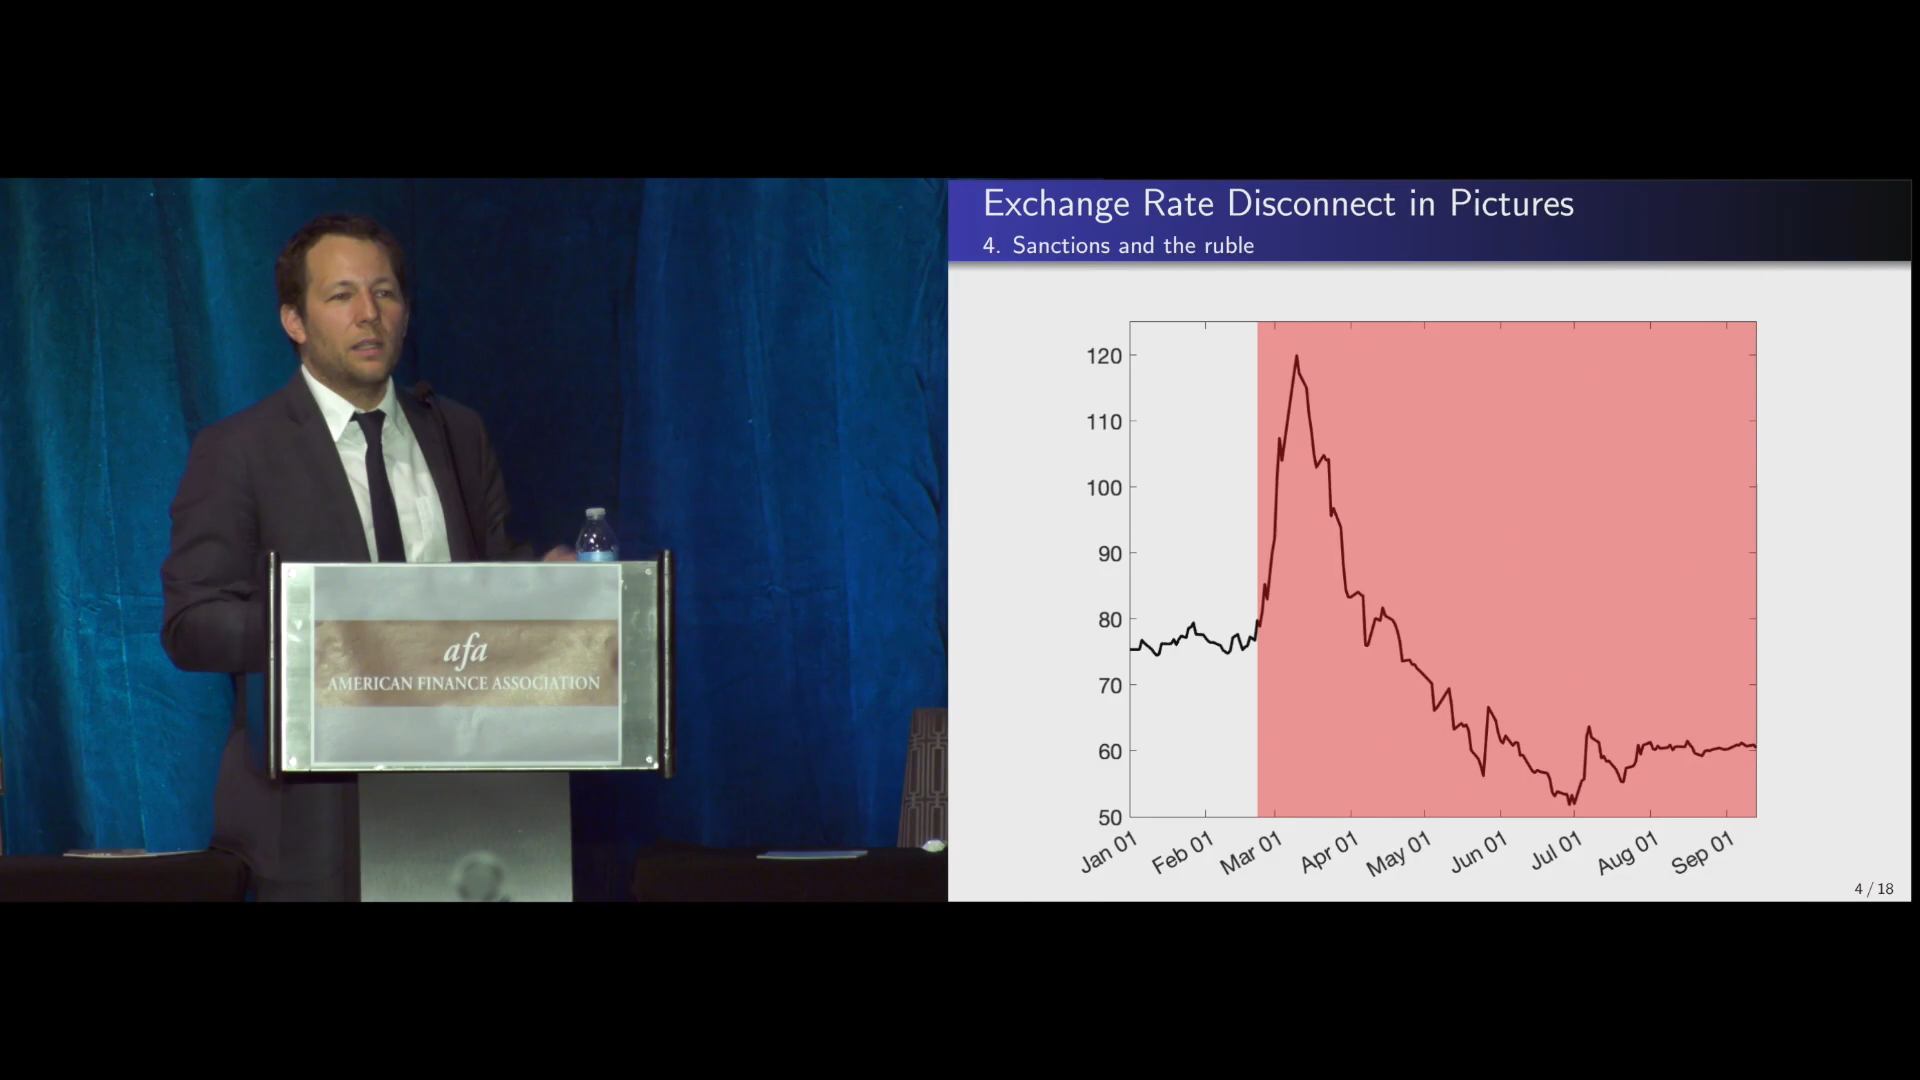 afa
AMERICAN FINANCE ASSOCIATION
Exchange Rate Disconnect in Pictures
4. Sanctions and the ruble
120
110
100
90
80
70
60
50
Jan 01
Feb 01
Mar 01
Apr 01
May 01
Jun 01
Jul 01
Aug 01
Sep 01
4 / 18